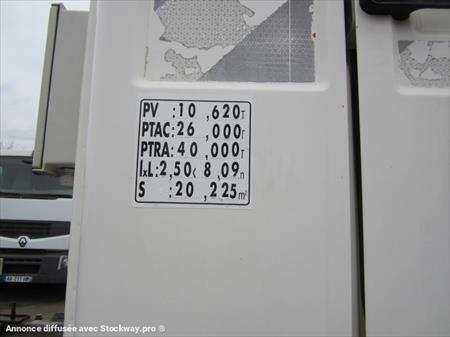 PV : 10 ,620T
PTAC : 26 ,000T
PTRA : 40 ,000T
lxL : 2,50x 8,09m
S : 20 ,225m²
Annonce diffusée avec Stockway.pro ®